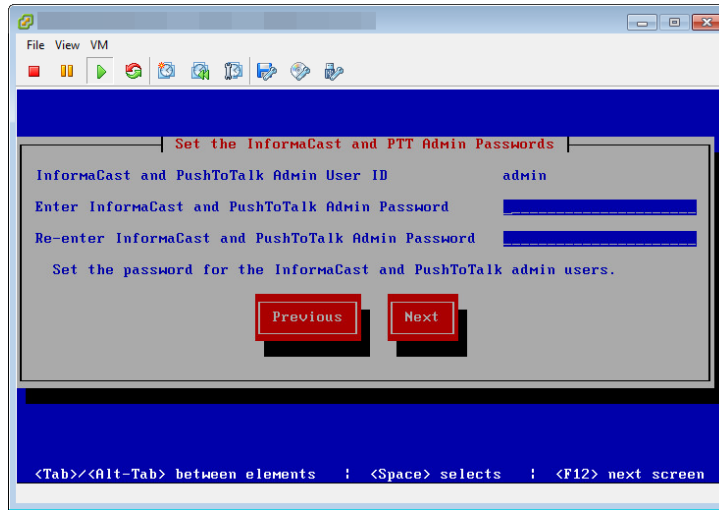 File View VM
Set the InformaCast and PTT Admin Passwords
InformaCast and PushToTalk Admin User ID admin
Enter InformaCast and PushToTalk Admin Password
Re-enter InformaCast and PushToTalk Admin Password
Set the password for the InformaCast and PushToTalk admin users.
Previous Next
<Tab>/<Alt-Tab> between elements ¦ <Space> selects ¦ <F12> next screen